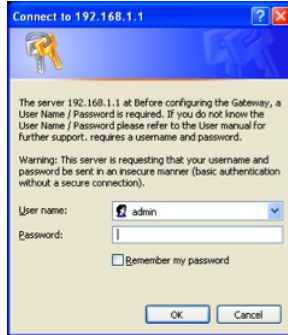 Connect to 192.168.1.1
The server 192.168.1.1 at Before configuring the Gateway, a
User Name / Password is required. If you do not know the
User Name / Password please refer to the User manual for
further support. requires a username and password.
Warning: This server is requesting that your username and
password be sent in an insecure manner (basic authentication
without a secure connection).
User name: admin
Password:
Remember my password
OK Cancel